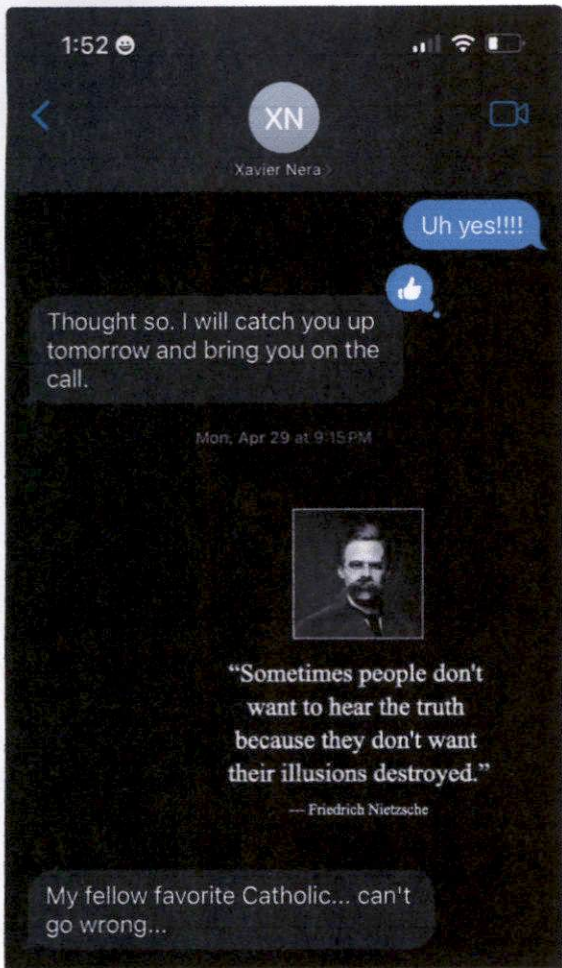 1:52
XN
Xavier Nera
Uh yes!!!!
Thought so. I will catch you up
tomorrow and bring you on the
call.
Mon, Apr 29 at 9:15 PM
“Sometimes people don't
want to hear the truth
because they don't want
their illusions destroyed.”
— Friedrich Nietzsche
My fellow favorite Catholic... can't
go wrong...